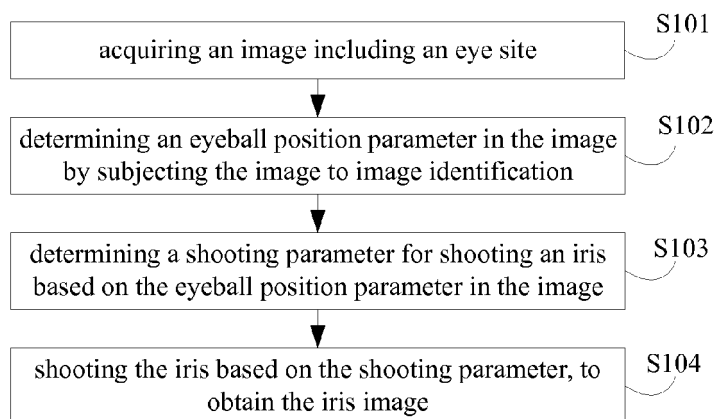 S101
acquiring an image including an eye site
S102
determining an eyeball position parameter in the image
by subjecting the image to image identification
S103
determining a shooting parameter for shooting an iris
based on the eyeball position parameter in the image
S104
shooting the iris based on the shooting parameter, to
obtain the iris image